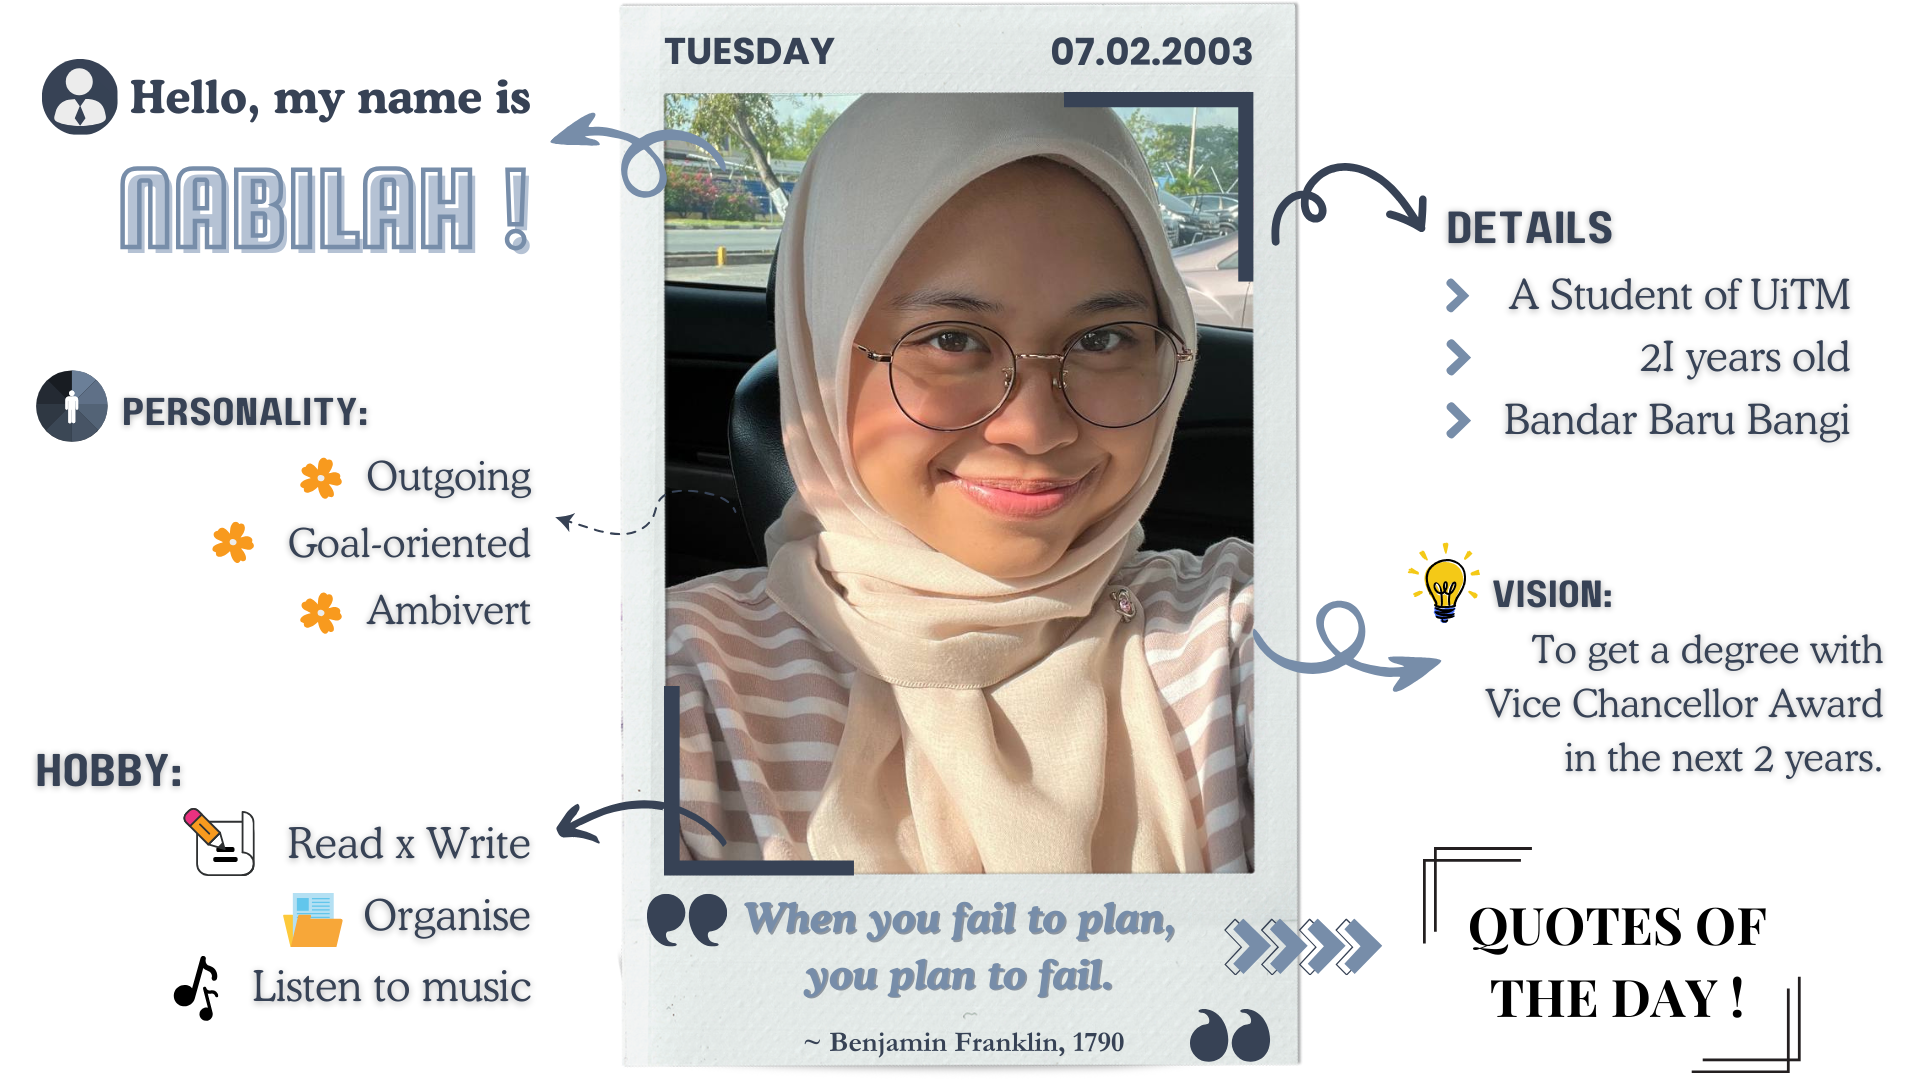 Hello, my name is
NABILAH !
PERSONALITY:
Outgoing
Goal-oriented
Ambivert
HOBBY:
Read x Write
Organise
Listen to music
TUESDAY 07.02.2003
When you fail to plan,
you plan to fail.
~ Benjamin Franklin, 1790
DETAILS
A Student of UiTM
21 years old
Bandar Baru Bangi
VISION:
To get a degree with
Vice Chancellor Award
in the next 2 years.
QUOTES OF
THE DAY !